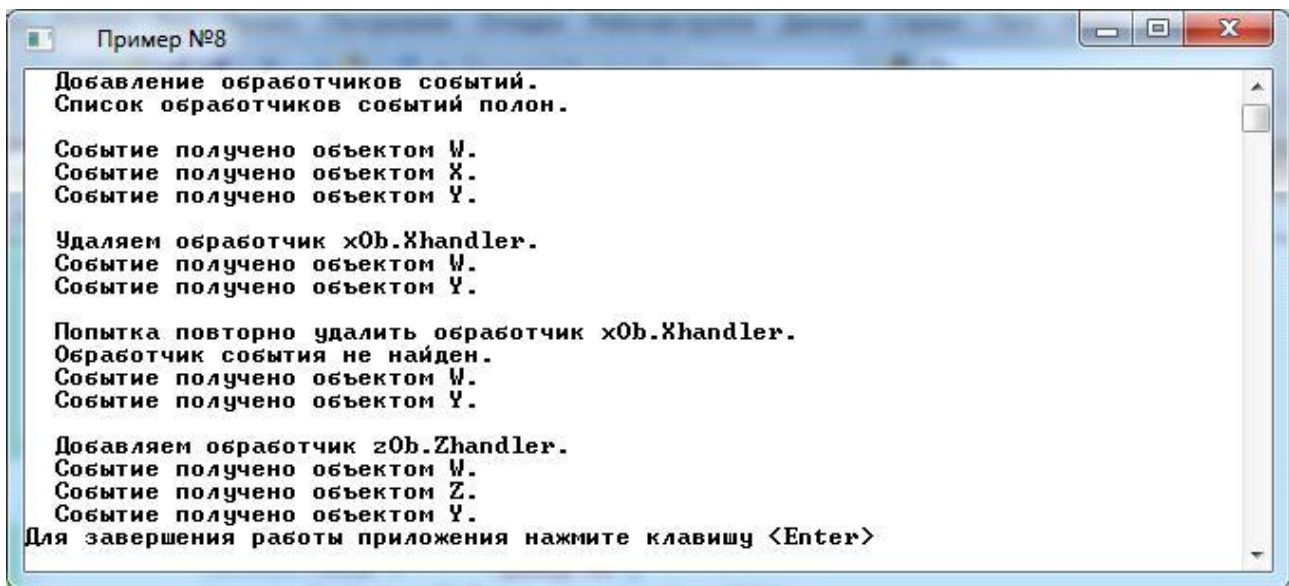 Пример №8
Добавление обработчиков событий.
Список обработчиков событий полон.
Событие получено объектом W.
Событие получено объектом X.
Событие получено объектом Y.
Удаляем обработчик xOb.Xhandler.
Событие получено объектом W.
Событие получено объектом Y.
Попытка повторно удалить обработчик xOb.Xhandler.
Обработчик события не найден.
Событие получено объектом W.
Событие получено объектом Y.
Добавляем обработчик zOb.Zhandler.
Событие получено объектом W.
Событие получено объектом Z.
Событие получено объектом Y.
Для завершения работы приложения нажмите клавишу <Enter>